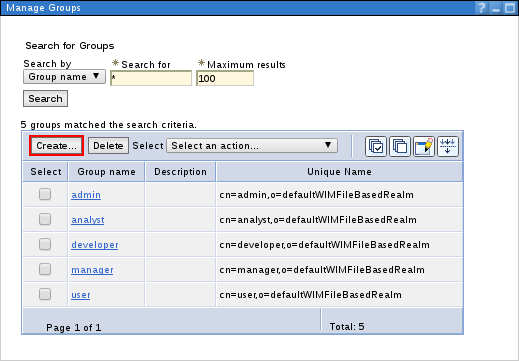 Manage Groups
Search for Groups
Search by * Search for * Maximum results
Group name * 100
Search
5 groups matched the search criteria.
Create... Delete Select Select an action...
Select Group name Description Unique Name
admin cn=admin,o=defaultWIMFileBasedRealm
analyst cn=analyst,o=defaultWIMFileBasedRealm
developer cn=developer,o=defaultWIMFileBasedRealm
manager cn=manager,o=defaultWIMFileBasedRealm
user cn=user,o=defaultWIMFileBasedRealm
Page 1 of 1 Total: 5